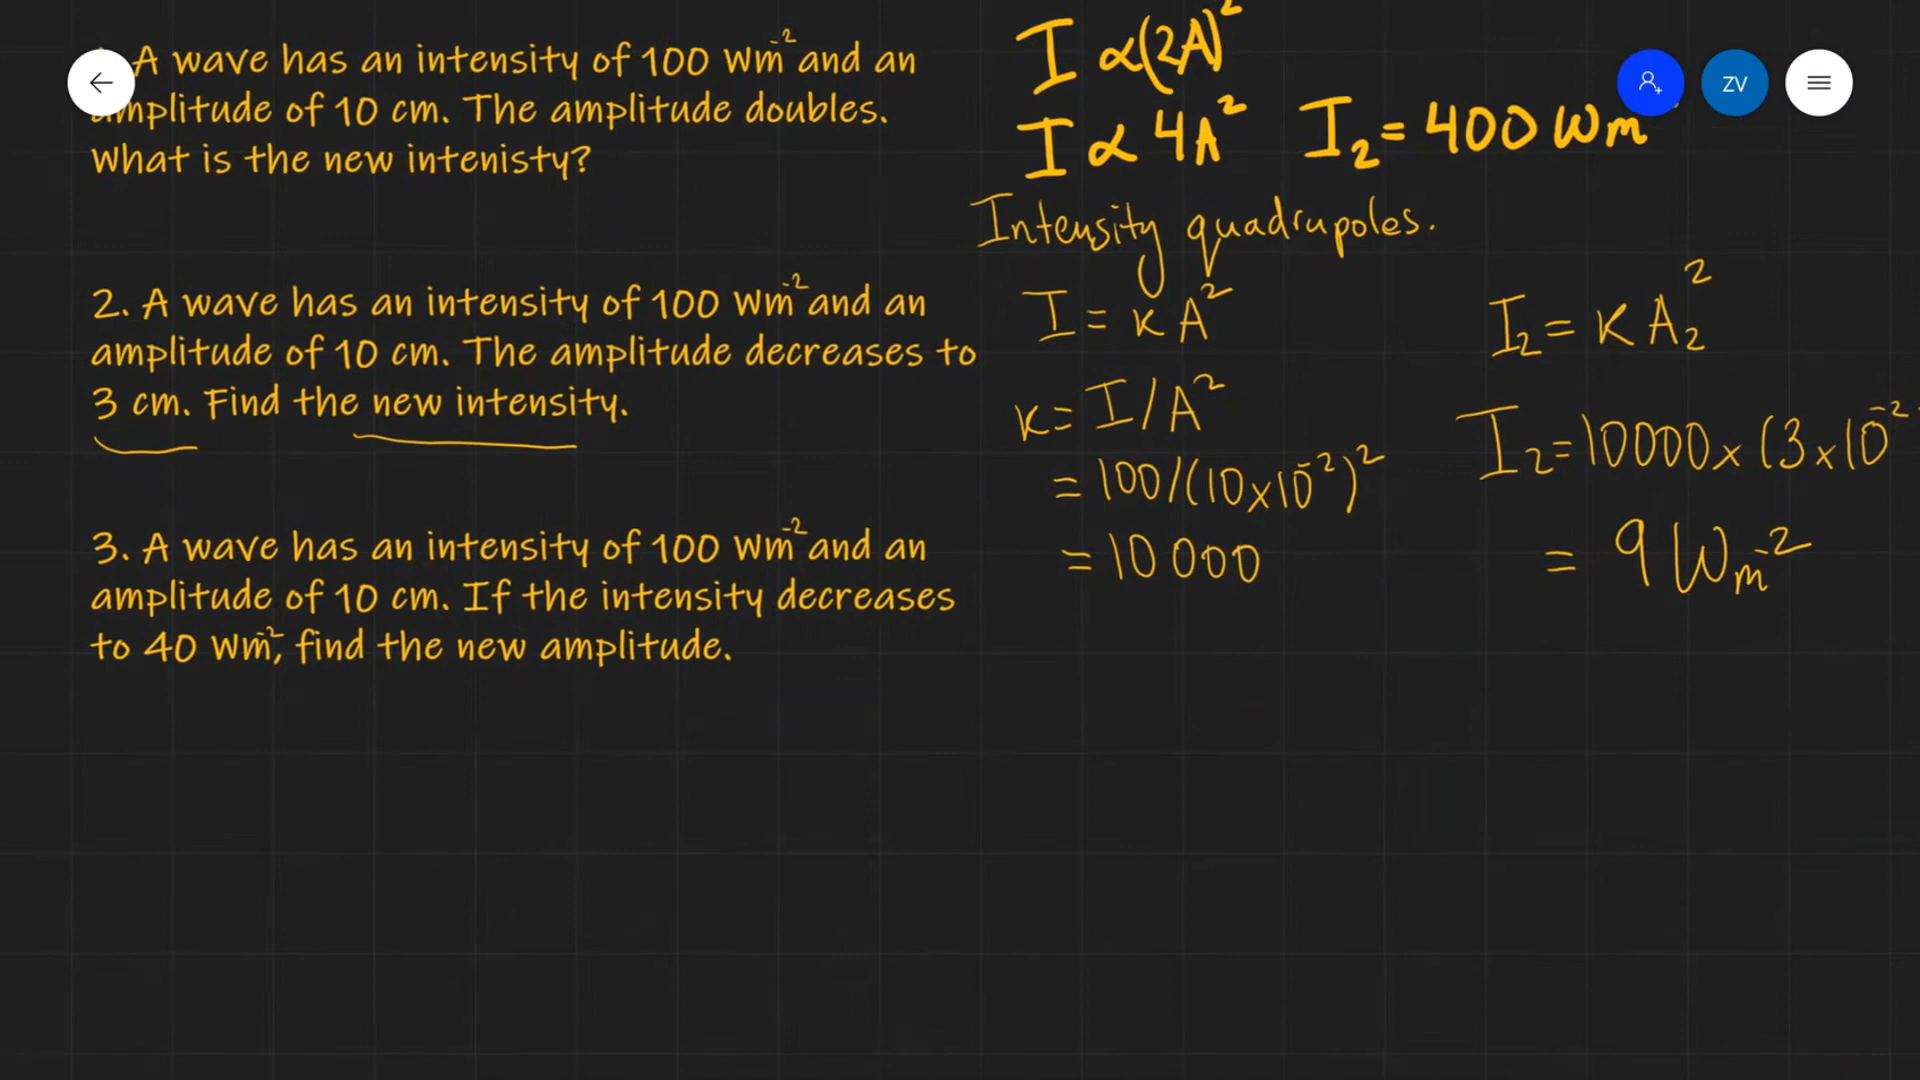 A wave has an intensity of 100 Wm⁻² and an
amplitude of 10 cm. The amplitude doubles.
What is the new intenisty?
2. A wave has an intensity of 100 Wm⁻² and an
amplitude of 10 cm. The amplitude decreases to
3 cm. Find the new intensity.
3. A wave has an intensity of 100 Wm⁻² and an
amplitude of 10 cm. If the intensity decreases
to 40 Wm⁻², find the new amplitude.
I ∝ (2A)²
I ∝ 4A² I₂ = 400 Wm
Intensity quadrupoles.
I = k A²
k = I / A²
= 100/(10x10⁻²)²
= 10 000
I₂ = k A₂²
I₂ = 10000 x (3 x 10⁻²
= 9 Wm⁻²
ZV